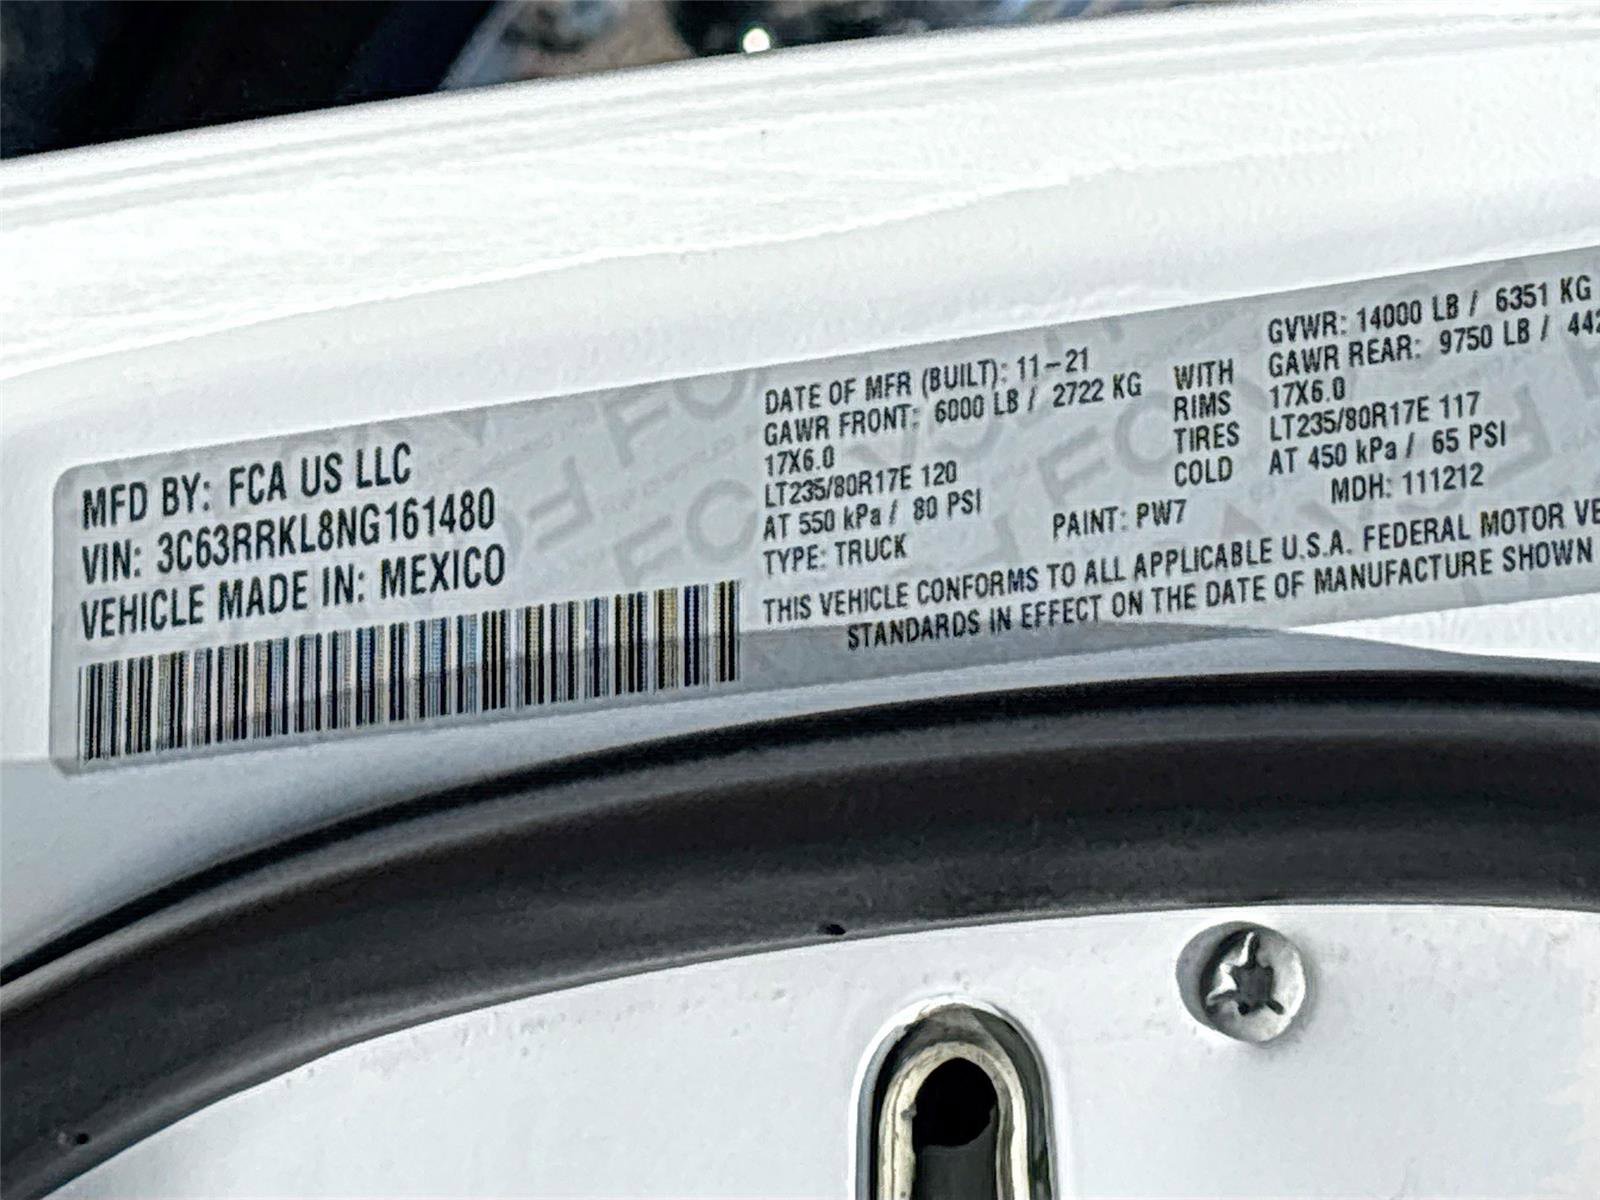 MFD BY: FCA US LLC
VIN: 3C63RRKL8NG161480
VEHICLE MADE IN: MEXICO
DATE OF MFR (BUILT): 11-21
GAWR FRONT: 6000 LB / 2722 KG
17X6.0
LT235/80R17E 120
AT 550 kPa / 80 PSI
TYPE: TRUCK
WITH
RIMS
TIRES
COLD
GVWR: 14000 LB / 6351 KG
GAWR REAR: 9750 LB /
17X6.0
LT235/80R17E 117
AT 450 kPa / 65 PSI
PAINT: PW7
MDH: 111212
THIS VEHICLE CONFORMS TO ALL APPLICABLE U.S.A. FEDERAL MOTOR
STANDARDS IN EFFECT ON THE DATE OF MANUFACTURE SHOWN